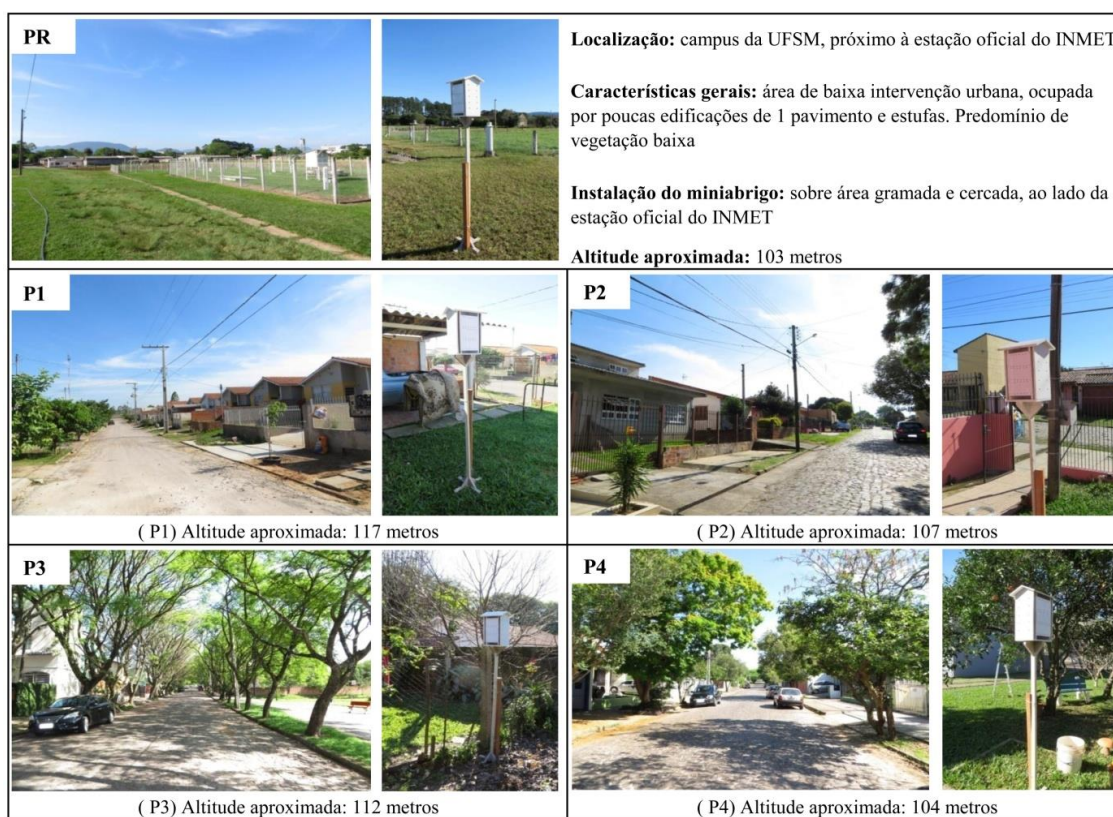 PR
Localização: campus da UFSM, próximo à estação oficial do INMET
Características gerais: área de baixa intervenção urbana, ocupada
por poucas edificações de 1 pavimento e estufas. Predomínio de
vegetação baixa
Instalação do miniabrigo: sobre área gramada e cercada, ao lado da
estação oficial do INMET
Altitude aproximada: 103 metros
P1
( P1) Altitude aproximada: 117 metros
P2
(P2) Altitude aproximada: 107 metros
P3
( P3) Altitude aproximada: 112 metros
P4
( P4) Altitude aproximada: 104 metros